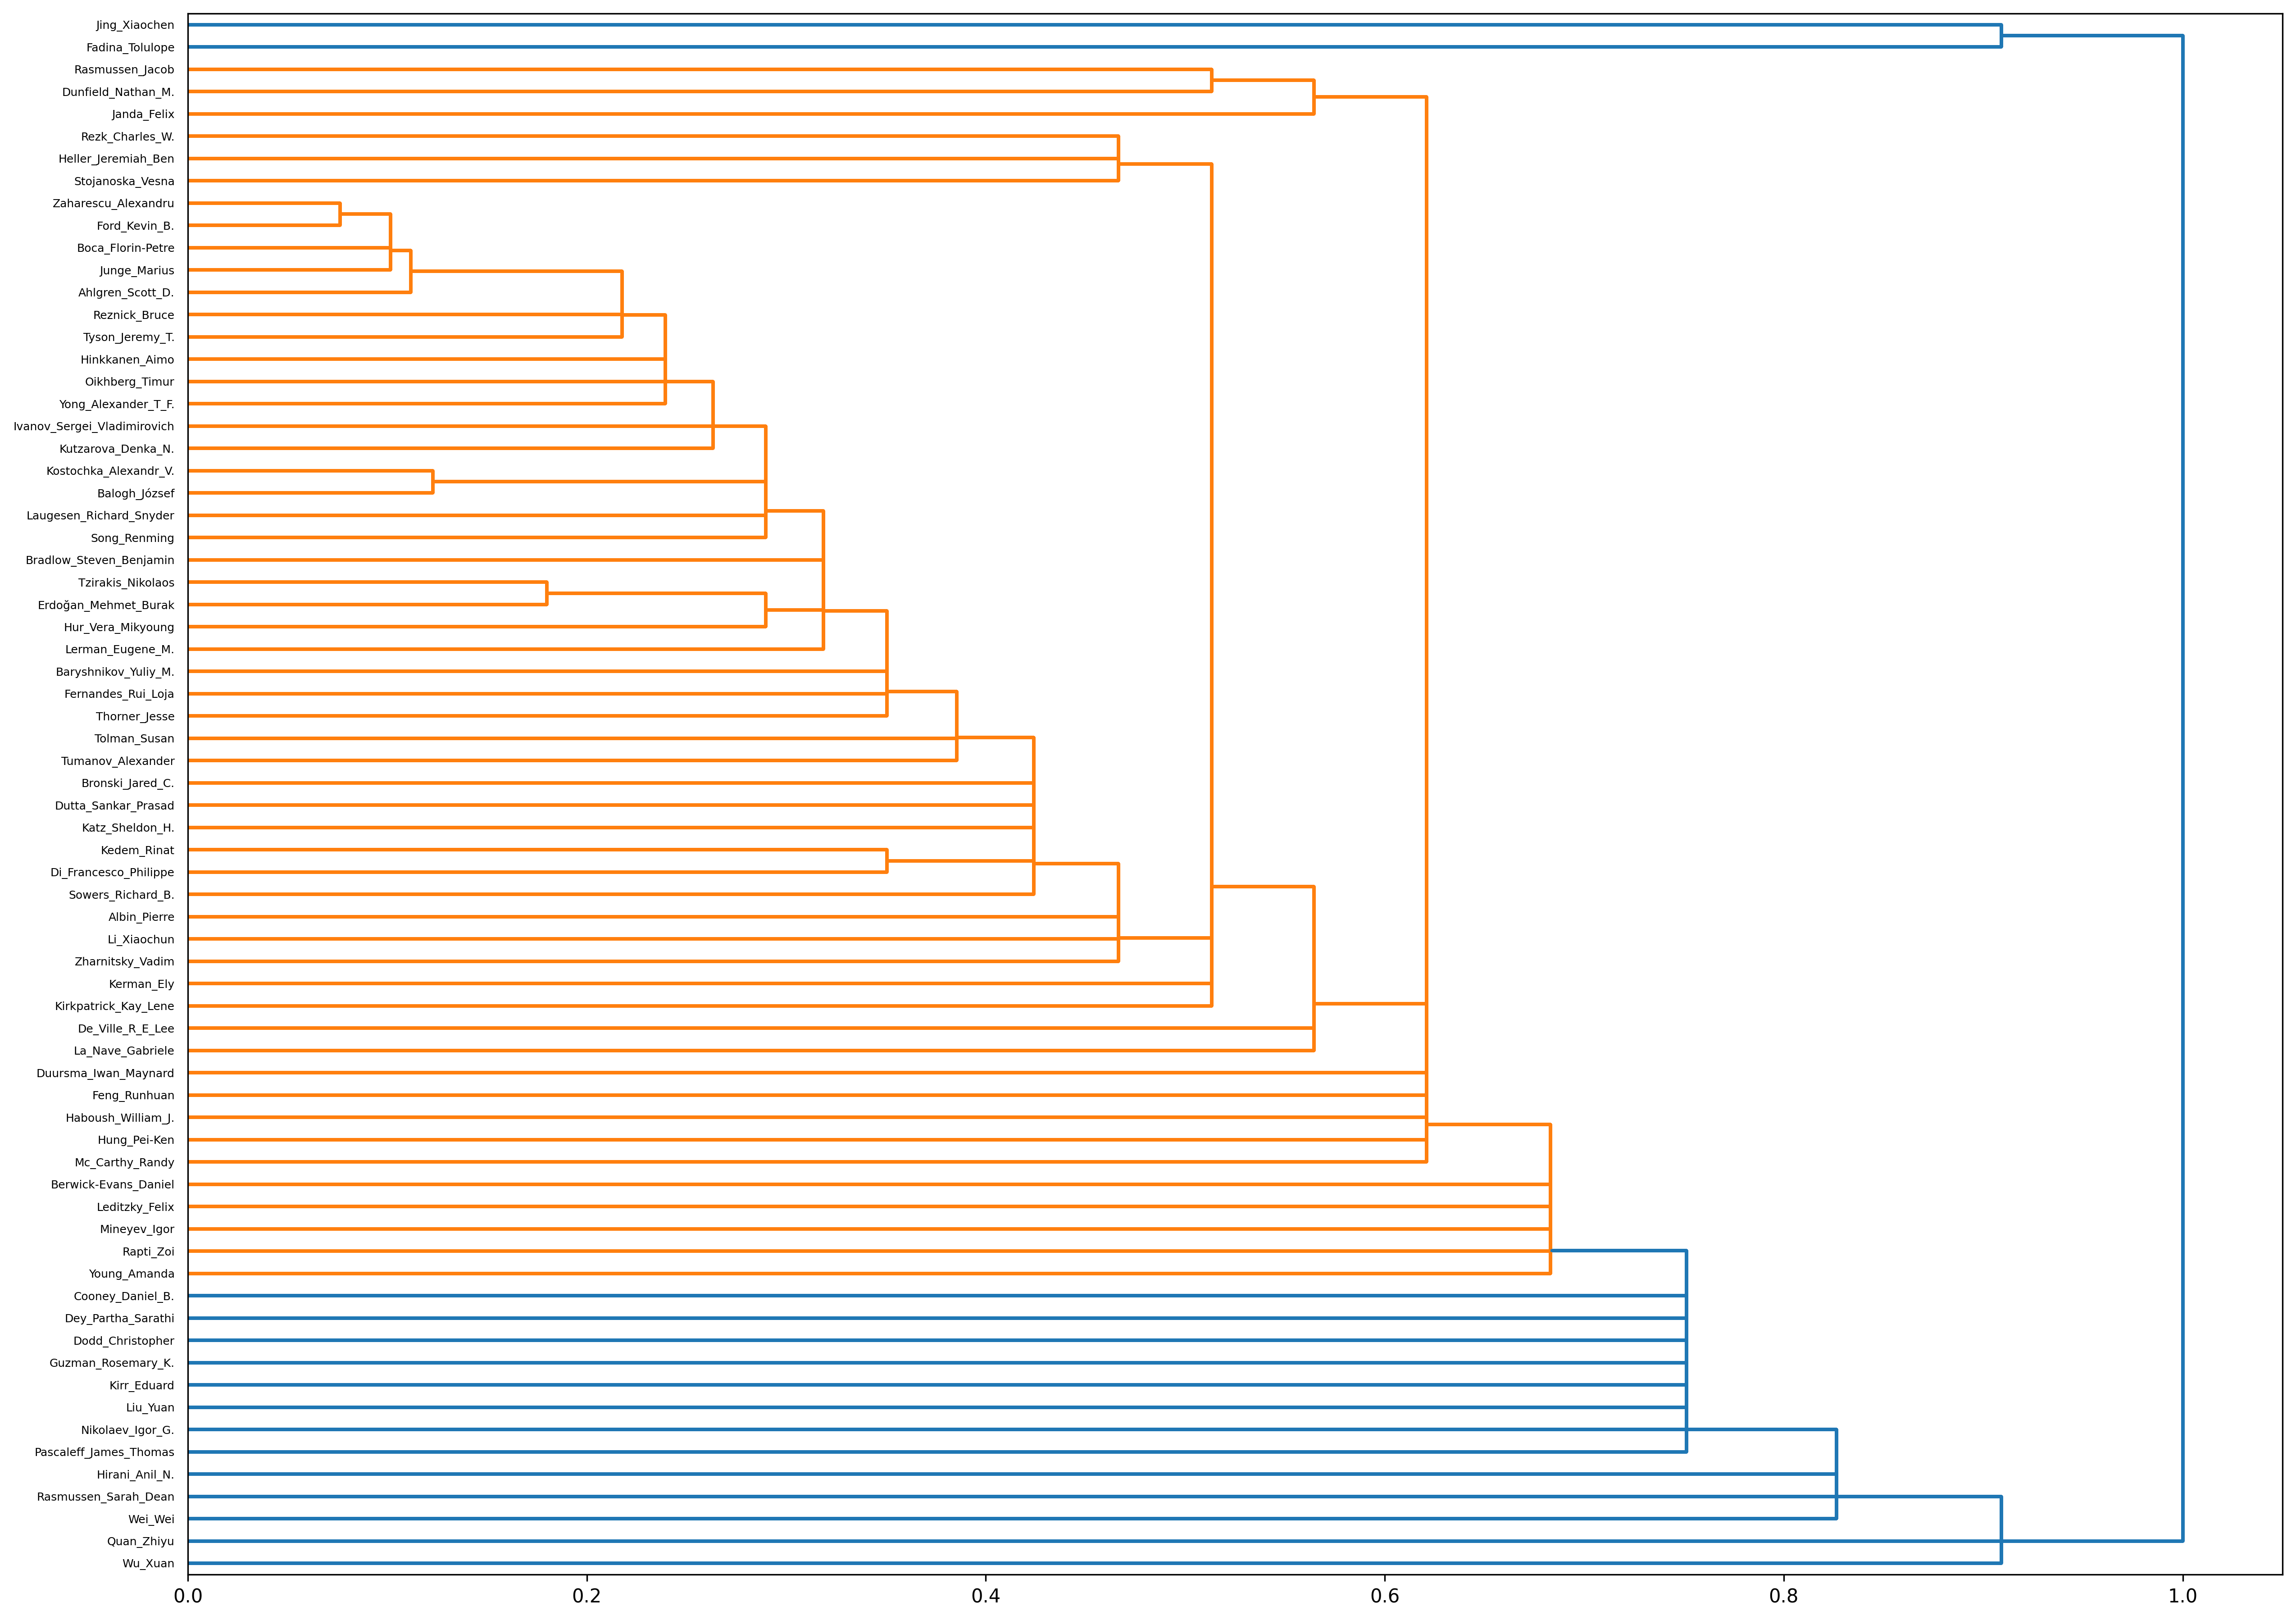 Jing_Xiaochen
Fadina_Tolulope
Rasmussen_Jacob
Dunfield_Nathan_M.
Janda_Felix
Rezk_Charles_W.
Heller_Jeremiah_Ben
Stojanoska_Vesna
Zaharescu_Alexandru
Ford_Kevin_B.
Boca_Florin-Petre
Junge_Marius
Ahlgren_Scott_D.
Reznick_Bruce
Tyson_Jeremy_T.
Hinkkanen_Aimo
Oikhberg_Timur
Yong_Alexander_T_F.
Ivanov_Sergei_Vladimirovich
Kutzarova_Denka_N.
Kostochka_Alexandr_V.
Balogh_József
Laugesen_Richard_Snyder
Song_Renming
Bradlow_Steven_Benjamin
Tzirakis_Nikolaos
Erdoğan_Mehmet_Burak
Hur_Vera_Mikyoung
Lerman_Eugene_M.
Baryshnikov_Yuliy_M.
Fernandes_Rui_Loja
Thorner_Jesse
Tolman_Susan
Tumanov_Alexander
Bronski_Jared_C.
Dutta_Sankar_Prasad
Katz_Sheldon_H.
Kedem_Rinat
Di_Francesco_Philippe
Sowers_Richard_B.
Albin_Pierre
Li_Xiaochun
Zharnitsky_Vadim
Kerman_Ely
Kirkpatrick_Kay_Lene
De_Ville_R_E_Lee
La_Nave_Gabriele
Duursma_Iwan_Maynard
Feng_Runhuan
Haboush_William_J.
Hung_Pei-Ken
Mc_Carthy_Randy
Berwick-Evans_Daniel
Leditzky_Felix
Mineyev_Igor
Rapti_Zoi
Young_Amanda
Cooney_Daniel_B.
Dey_Partha_Sarathi
Dodd_Christopher
Guzman_Rosemary_K.
Kirr_Eduard
Liu_Yuan
Nikolaev_Igor_G.
Pascaleff_James_Thomas
Hirani_Anil_N.
Rasmussen_Sarah_Dean
Wei_Wei
Quan_Zhiyu
Wu_Xuan
0.0 0.2 0.4 0.6 0.8 1.0